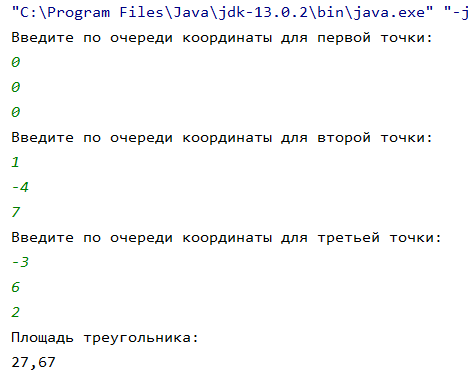 "C:\Program Files\Java\jdk-13.0.2\bin\java.exe" "-j
Введите по очереди координаты для первой точки:
0
0
0
Введите по очереди координаты для второй точки:
1
-4
7
Введите по очереди координаты для третьей точки:
-3
6
2
Площадь треугольника:
27,67